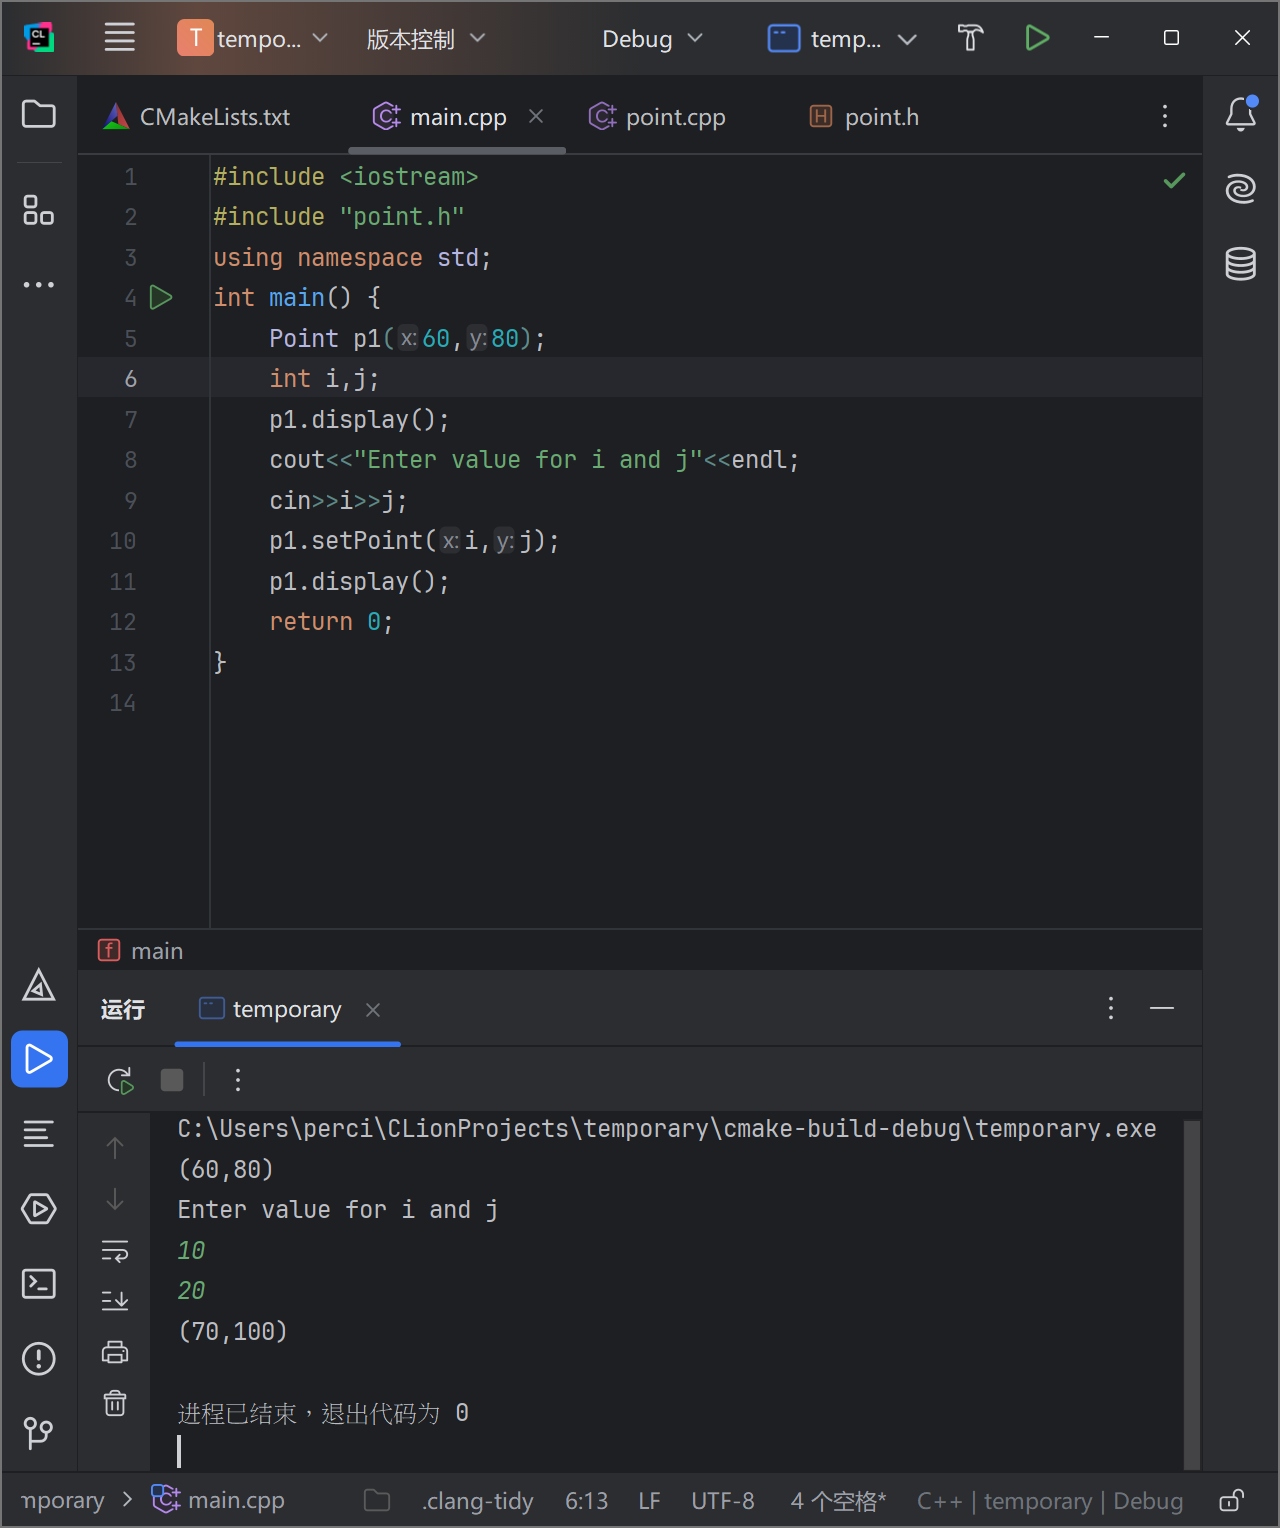 CL
T tempo... 版本控制 Debug temp...
CMakeLists.txt main.cpp point.cpp H point.h
1 #include <iostream>
2 #include "point.h"
3 using namespace std;
4 int main() {
5 Point p1(x:60,y:80);
6 int i,j;
7 p1.display();
8 cout<<"Enter value for i and j"<<endl;
9 cin>>i>>j;
10 p1.setPoint(x:i,y:j);
11 p1.display();
12 return 0;
13 }
14
f main
运行 temporary
C:\Users\perci\CLionProjects\temporary\cmake-build-debug\temporary.exe
(60,80)
Enter value for i and j
10
20
(70,100)
进程已结束，退出代码为 0
mporary > main.cpp .clang-tidy 6:13 LF UTF-8 4 个空格* C++ | temporary | Debug